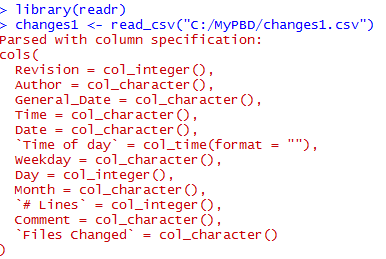 > library(readr)
> changes1 <- read_csv("C:/MyPBD/changes1.csv")
Parsed with column specification:
cols(
  Revision = col_integer(),
  Author = col_character(),
  General_Date = col_character(),
  Time = col_character(),
  Date = col_character(),
  `Time of day` = col_time(format = ""),
  Weekday = col_character(),
  Day = col_integer(),
  Month = col_character(),
  `# Lines` = col_character(),
  Comment = col_character(),
  `Files Changed` = col_character()
)